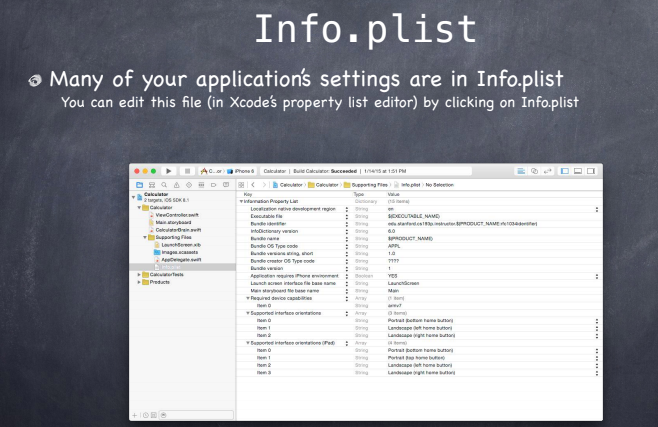 Info.plist
Many of your application's settings are in Info.plist
You can edit this file (in Xcode's property list editor) by clicking on Info.plist
C...or iPhone 6 Calculator | Build Calculator: Succeeded | 1/14/15 at 1:51 PM
Calculator Calculator Supporting Files Info.plist No Selection
Calculator
2 targets, iOS SDK 8.1
Calculator
ViewController.swift
Main.storyboard
CalculatorBrain.swift
Supporting Files
LaunchScreen.xib
Images.xcassets
AppDelegate.swift
CalculatorTests
Products
Key Type Value
Information Property List Dictionary (15 items)
Localization native development region String en
Executable file String $(EXECUTABLE_NAME)
Bundle identifier String edu.stanford.cs193p.instructor.$(PRODUCT_NAME:rfc1034identifier)
InfoDictionary version String 6.0
Bundle name String $(PRODUCT_NAME)
Bundle OS Type code String APPL
Bundle versions string, short String 1.0
Bundle creator OS Type code String ????
Bundle version String 1
Application requires iPhone environment Boolean YES
Launch screen interface file base name String LaunchScreen
Main storyboard file base name String Main
Required device capabilities Array (1 item)
Item 0 String armv7
Supported interface orientations Array (3 items)
Item 0 String Portrait (bottom home button)
Item 1 String Landscape (left home button)
Item 2 String Landscape (right home button)
Supported interface orientations (iPad) Array (4 items)
Item 0 String Portrait (bottom home button)
Item 1 String Portrait (top home button)
Item 2 String Landscape (left home button)
Item 3 String Landscape (right home button)